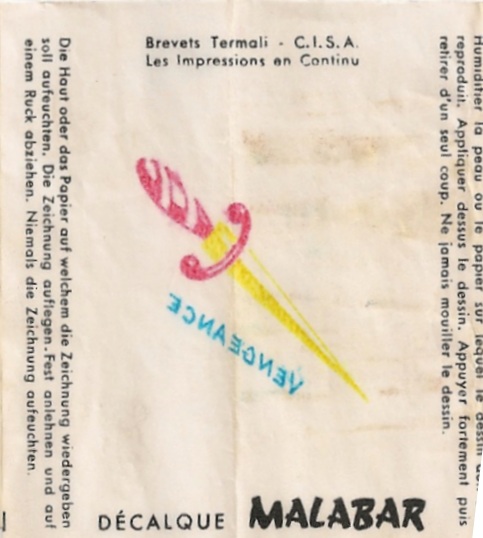 Brevets Termali - C.I.S.A.
Les Impressions en Continu
Die Haut oder das Papier auf welchem die Zeichnung wiedergeben
soll aufeuchten. Die Zeichnung auflegen. Fest anlehnen und auf
einem Ruck abziehen. Niemals die Zeichnung aufeuchten.
Humidifier la peau ou le papier sur lequel le dessin
reproduit. Appliquer dessus le dessin. Appuyer fortement puis
retirer d'un seul coup. Ne jamais mouiller le dessin.
VENGEANCE
DÉCALQUE MALABAR